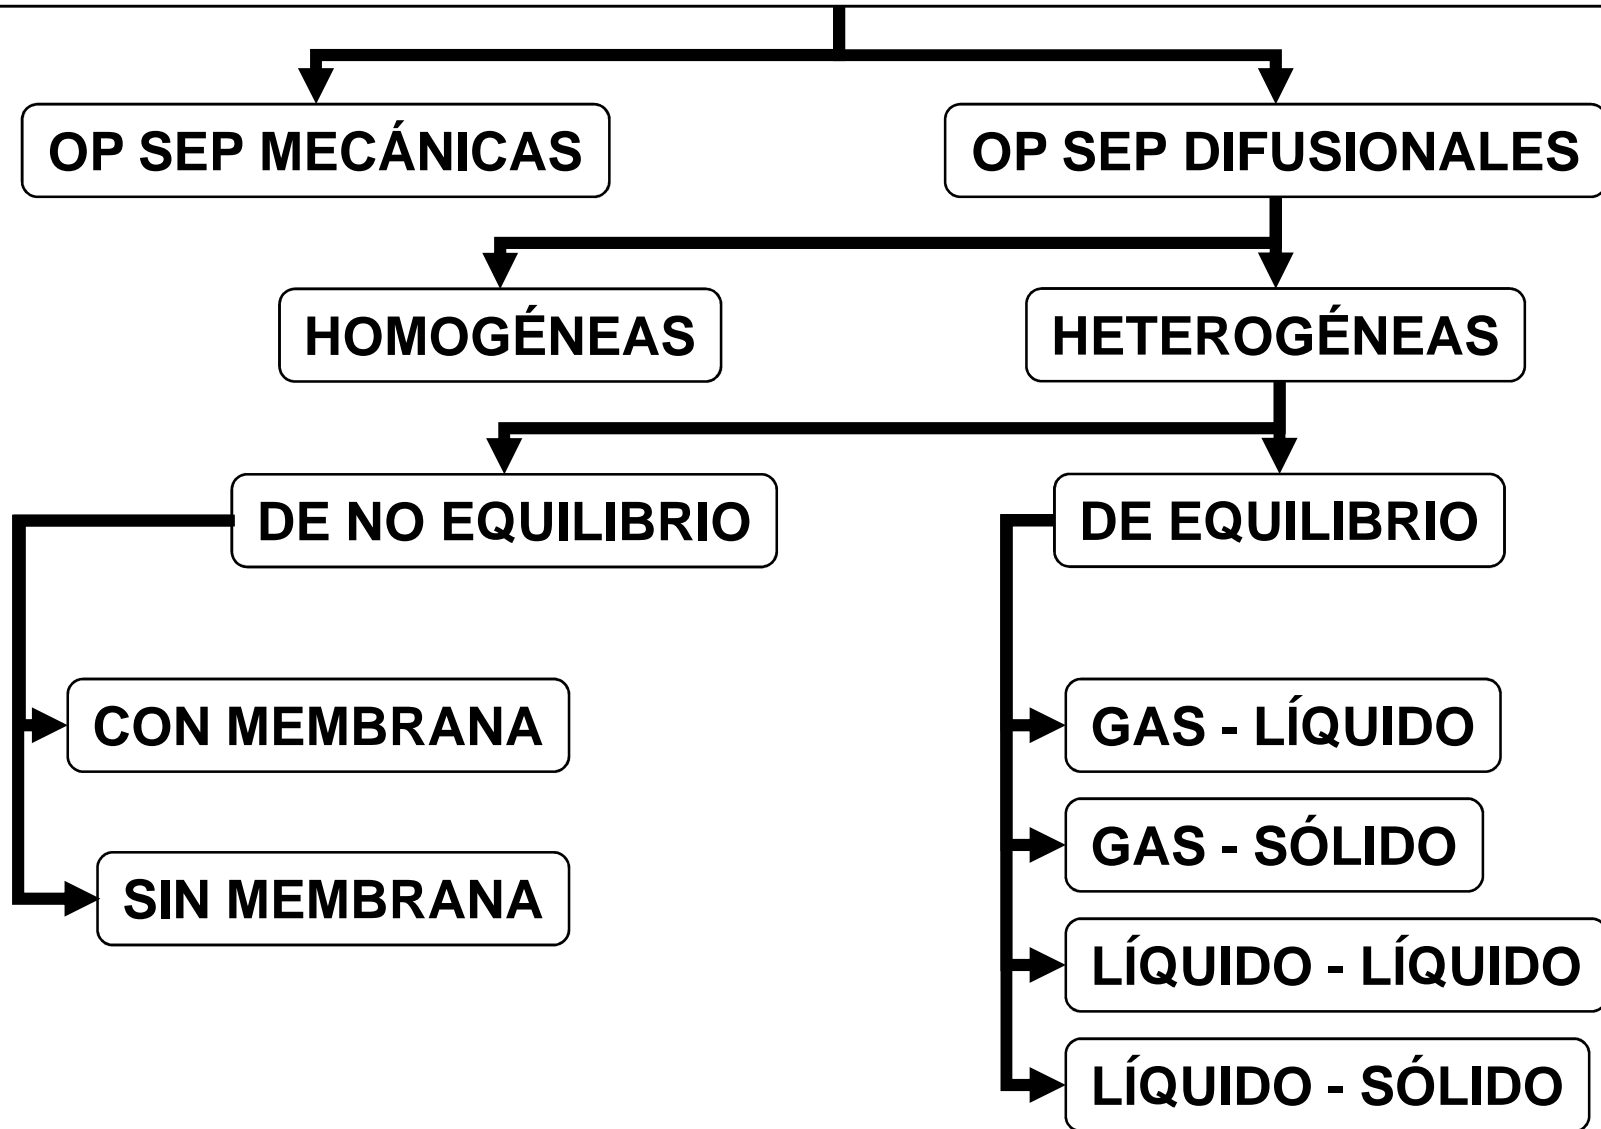 OP SEP MECÁNICAS
OP SEP DIFUSIONALES
HOMOGÉNEAS
HETEROGÉNEAS
DE NO EQUILIBRIO
DE EQUILIBRIO
CON MEMBRANA
SIN MEMBRANA
GAS - LÍQUIDO
GAS - SÓLIDO
LÍQUIDO - LÍQUIDO
LÍQUIDO - SÓLIDO